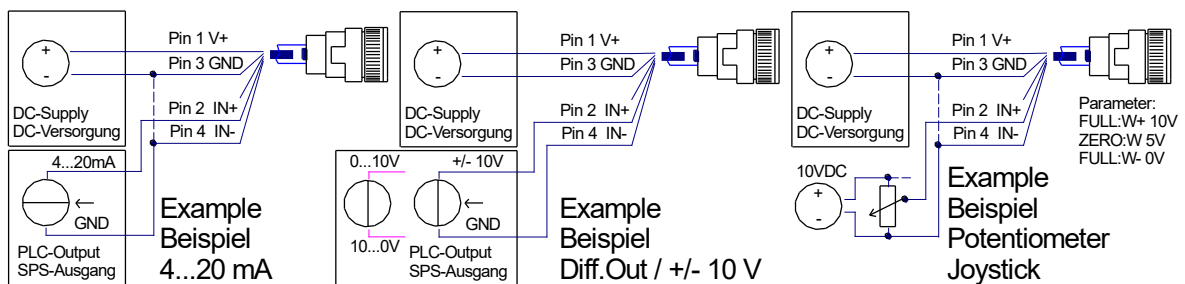 Pin 1 V+
Pin 3 GND
DC-Supply
DC-Versorgung
Pin 2 IN+
Pin 4 IN-
4...20mA
GND
PLC-Output
SPS-Ausgang
Example
Beispiel
4...20 mA
Pin 1 V+
Pin 3 GND
DC-Supply
DC-Versorgung
Pin 2 IN+
Pin 4 IN-
0...10V
+/- 10V
GND
10...0V
PLC-Output
SPS-Ausgang
Example
Beispiel
Diff.Out / +/- 10 V
Pin 1 V+
Pin 3 GND
DC-Supply
DC-Versorgung
Pin 2 IN+
Pin 4 IN-
Parameter:
FULL:W+ 10V
ZERO:W 5V
FULL:W- 0V
10VDC
Example
Beispiel
Potentiometer
Joystick